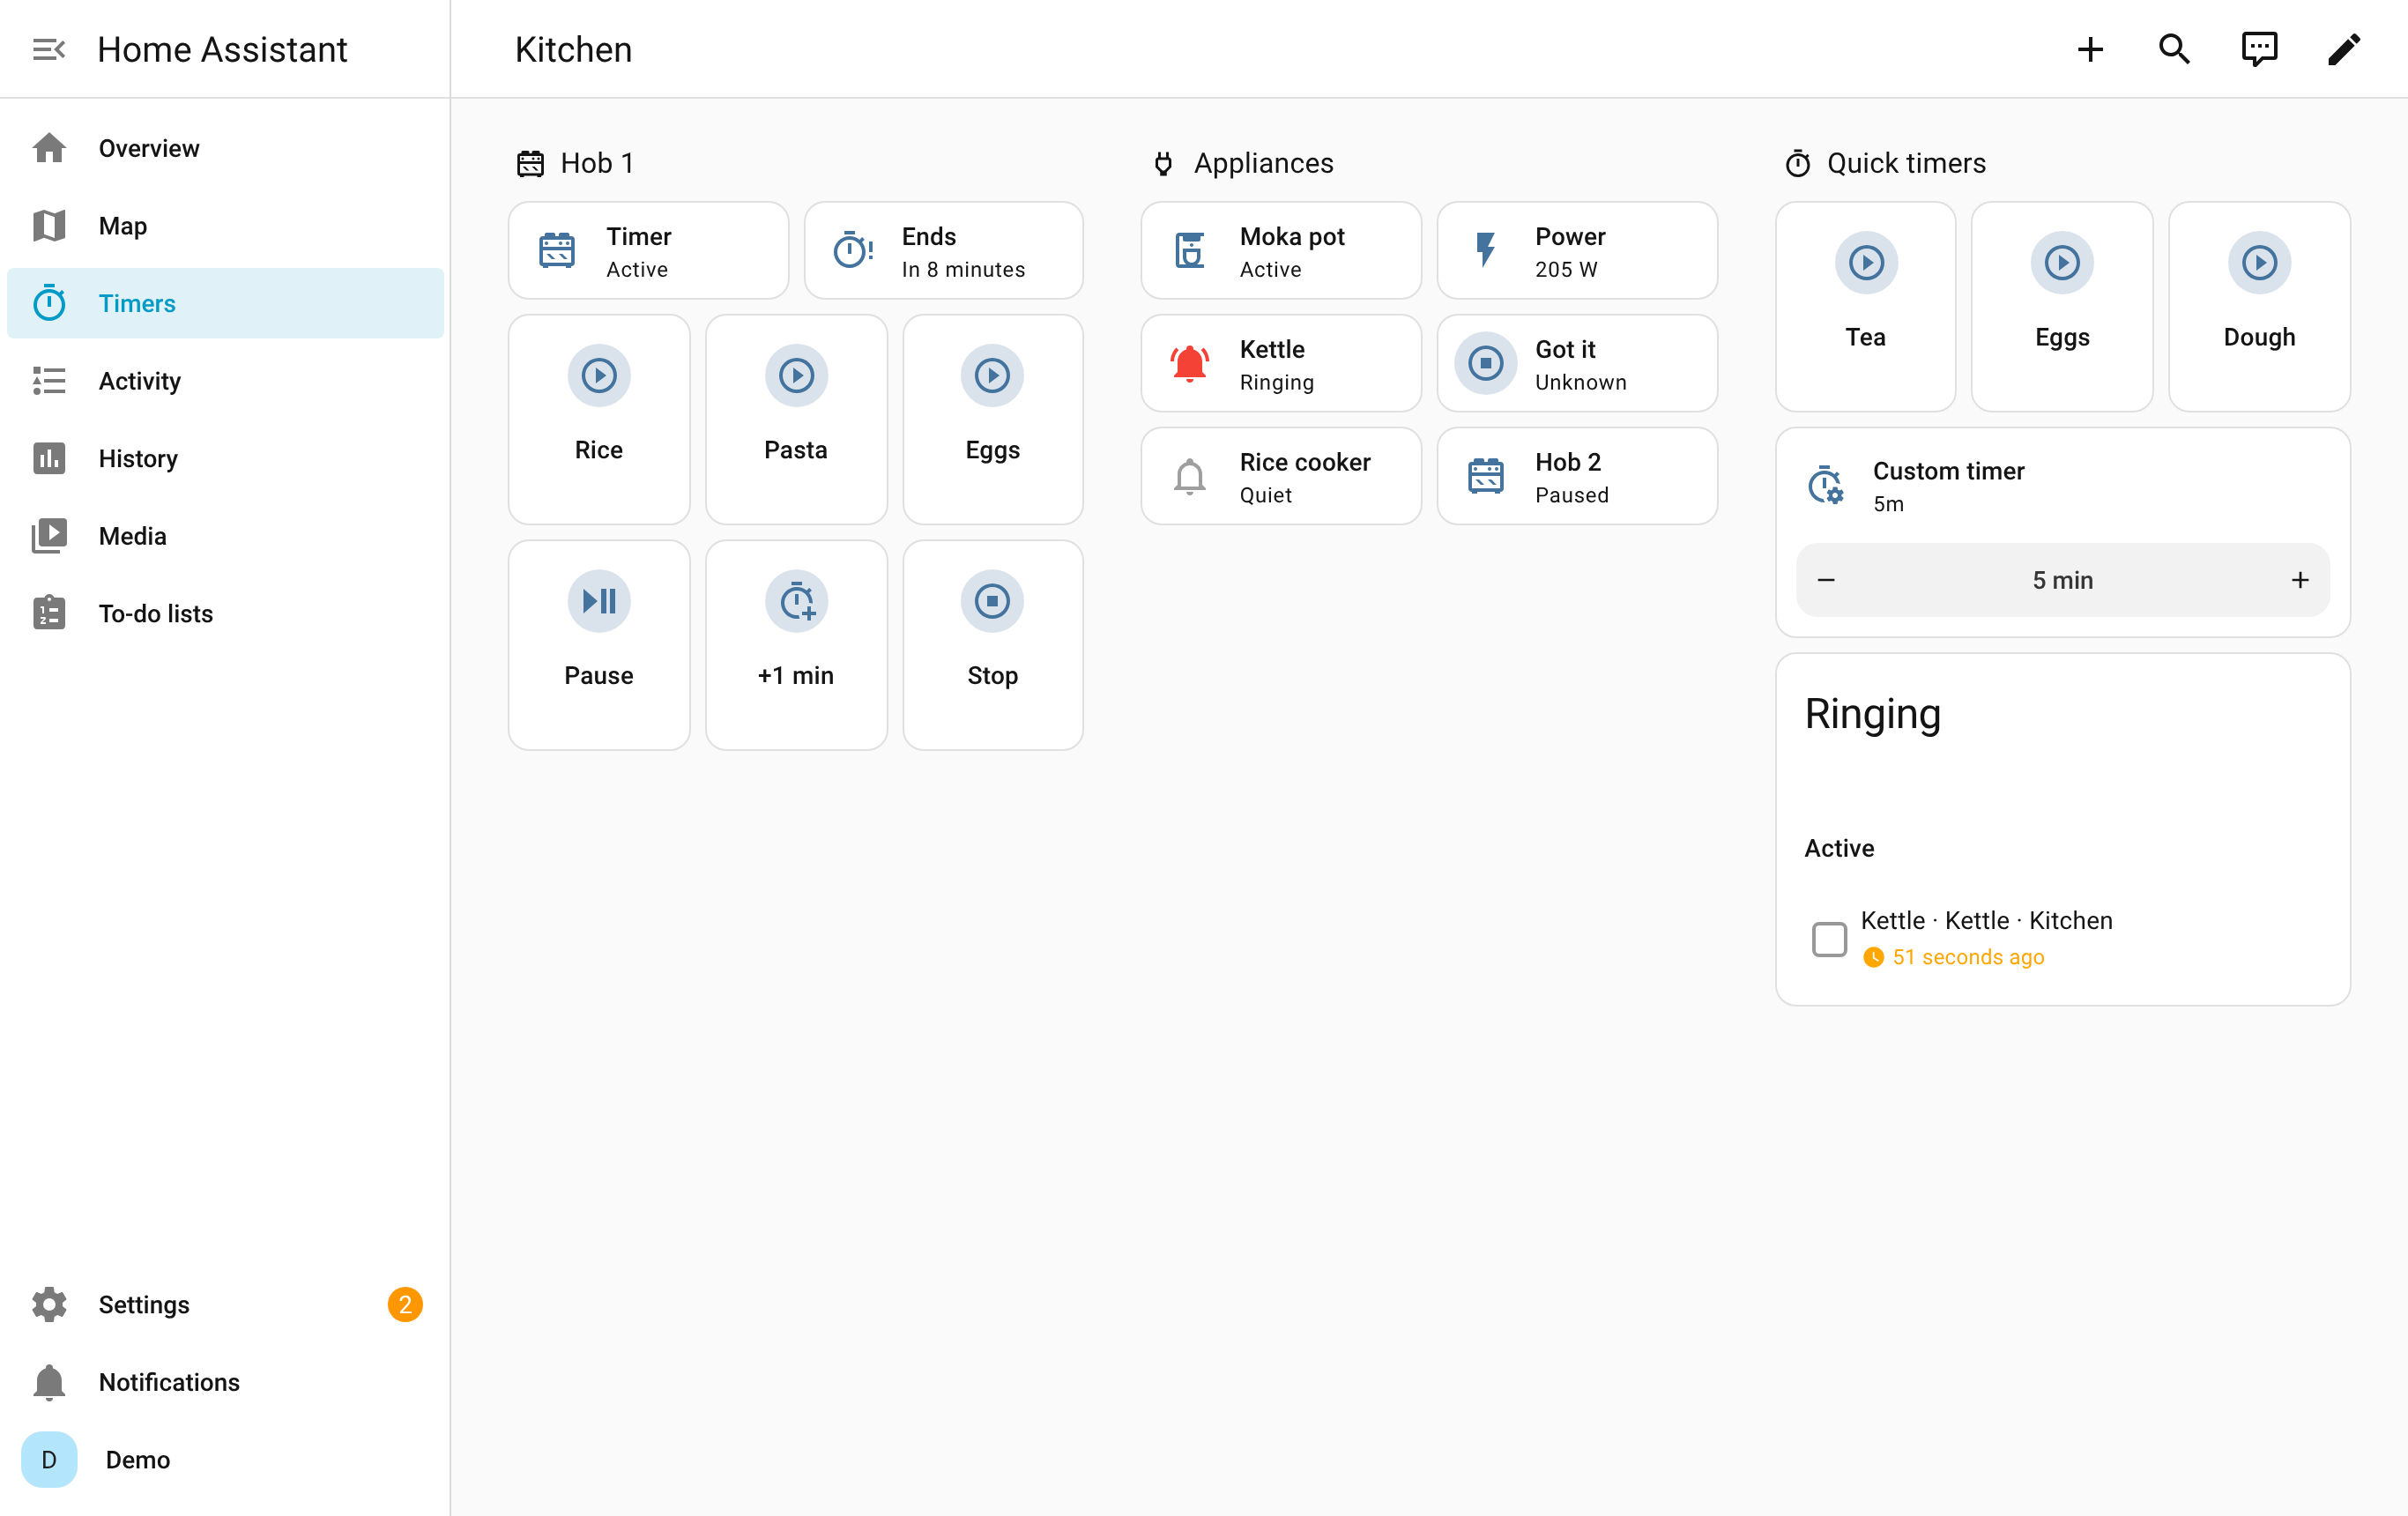 Home Assistant
Overview
Map
Timers
Activity
History
Media
To-do lists
Settings
2
Notifications
D
Demo
Kitchen
Hob 1
Timer
Active
Ends
In 8 minutes
Rice
Pasta
Eggs
Pause
+1 min
Stop
Appliances
Moka pot
Active
Power
205 W
Kettle
Ringing
Got it
Unknown
Rice cooker
Quiet
Hob 2
Paused
Quick timers
Tea
Eggs
Dough
Custom timer
5m
− 5 min +
Ringing
Active
Kettle · Kettle · Kitchen
51 seconds ago